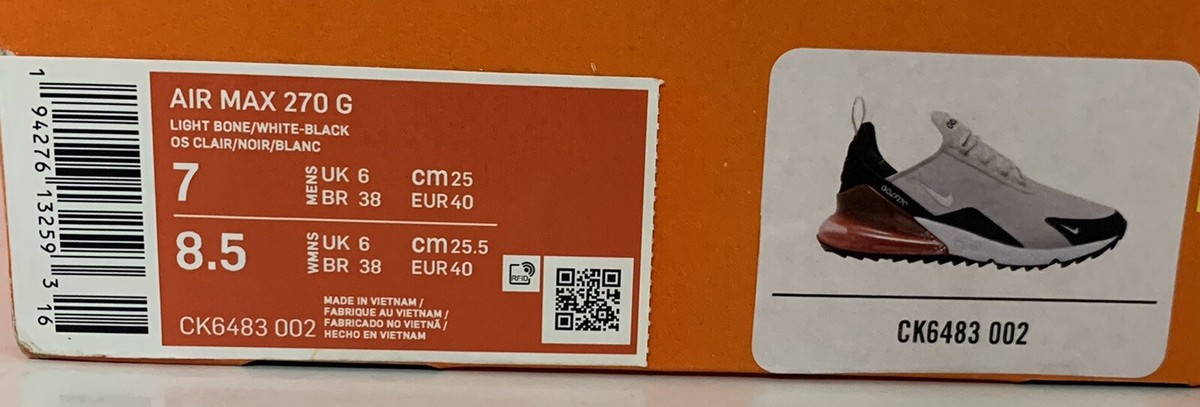 1 94276 13259 3 16
AIR MAX 270 G
LIGHT BONE/WHITE-BLACK
OS CLAIR/NOIR/BLANC
7 MENS UK 6 cm 25
BR 38 EUR 40
8.5 WMNS UK 6 cm 25.5
BR 38 EUR 40
RFID
CK6483 002
MADE IN VIETNAM /
FABRIQUE AU VIETNAM /
FABRICADO NO VIETNÃ /
HECHO EN VIETNAM
CK6483 002